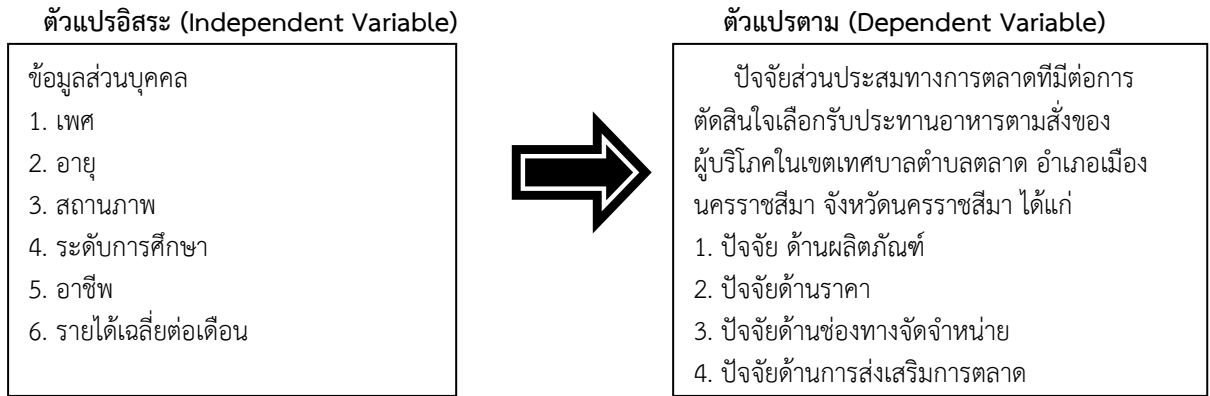 ตัวแปรอิสระ (Independent Variable)
ข้อมูลส่วนบุคคล
1. เพศ
2. อายุ
3. สถานภาพ
4. ระดับการศึกษา
5. อาชีพ
6. รายได้เฉลี่ยต่อเดือน
ตัวแปรตาม (Dependent Variable)
ปัจจัยส่วนประสมทางการตลาดที่มีต่อการ
ตัดสินใจเลือกรับประทานอาหารตามสั่งของ
ผู้บริโภคในเขตเทศบาลตำบลตลาด อำเภอเมือง
นครราชสีมา จังหวัดนครราชสีมา ได้แก่
1. ปัจจัย ด้านผลิตภัณฑ์
2. ปัจจัยด้านราคา
3. ปัจจัยด้านช่องทางจัดจำหน่าย
4. ปัจจัยด้านการส่งเสริมการตลาด